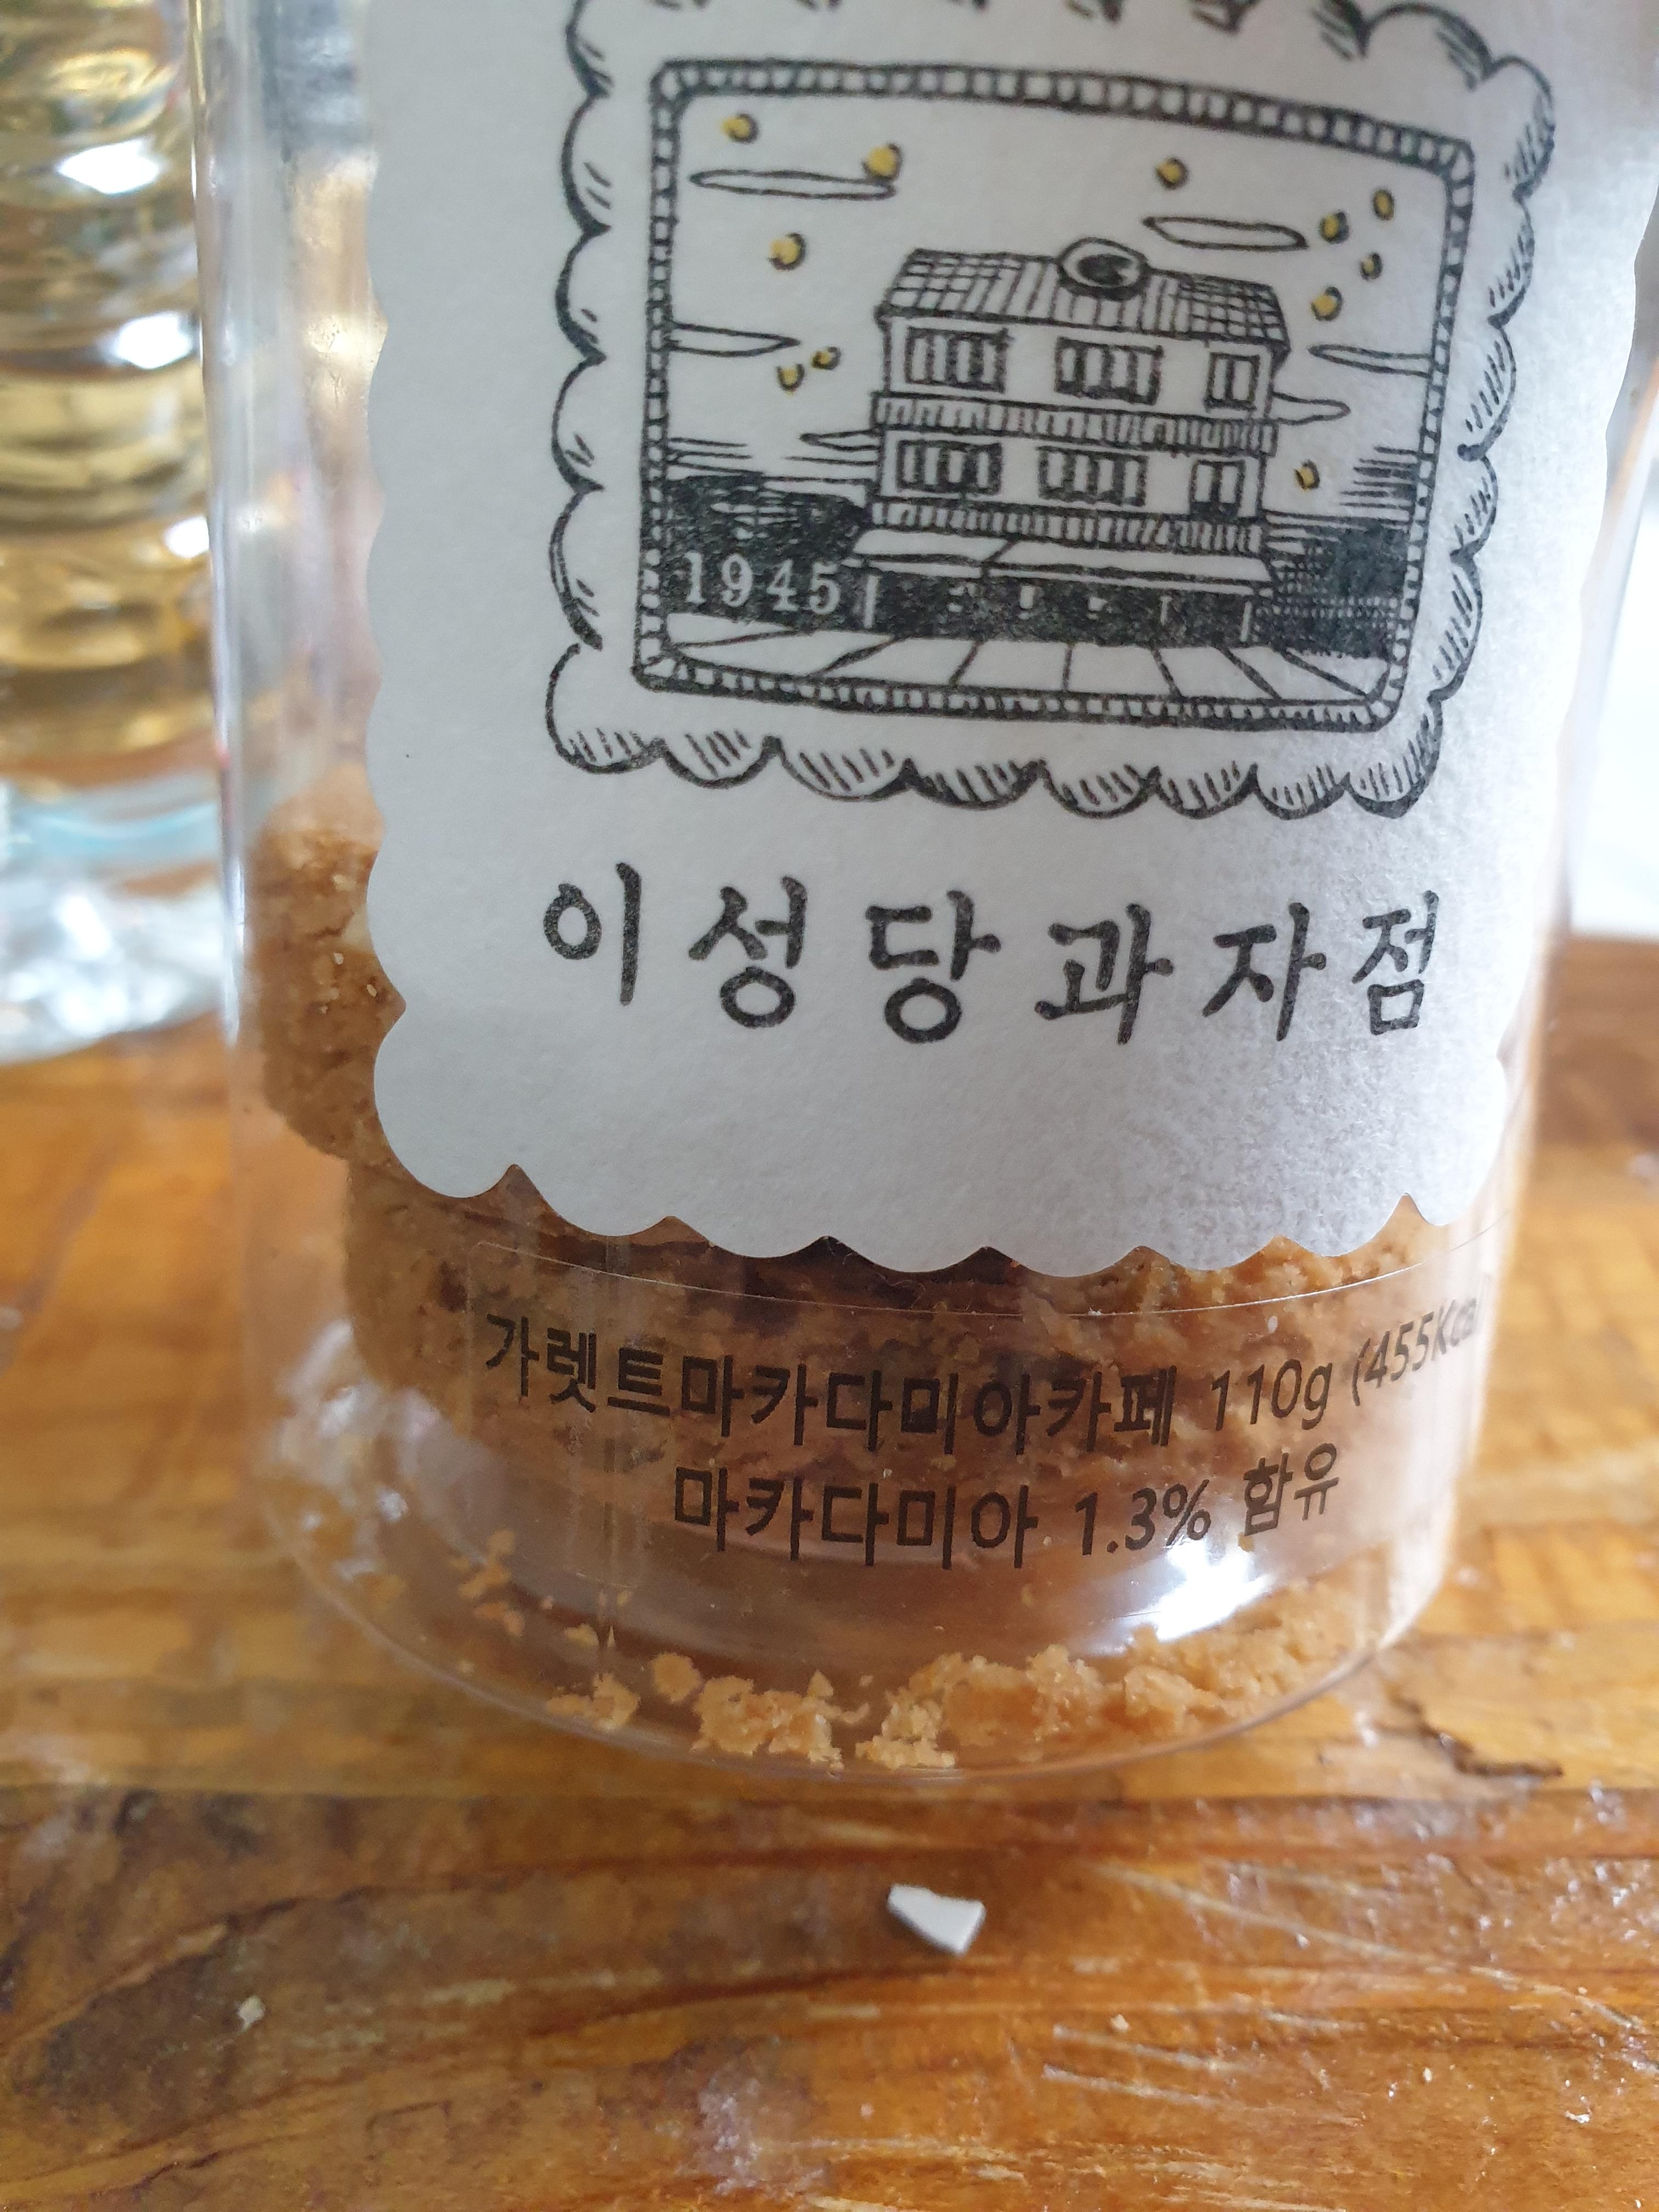 1945
이성당과자점
가렛트마카다미아카페 110g (455Kcal
마카다미아 1.3% 함유